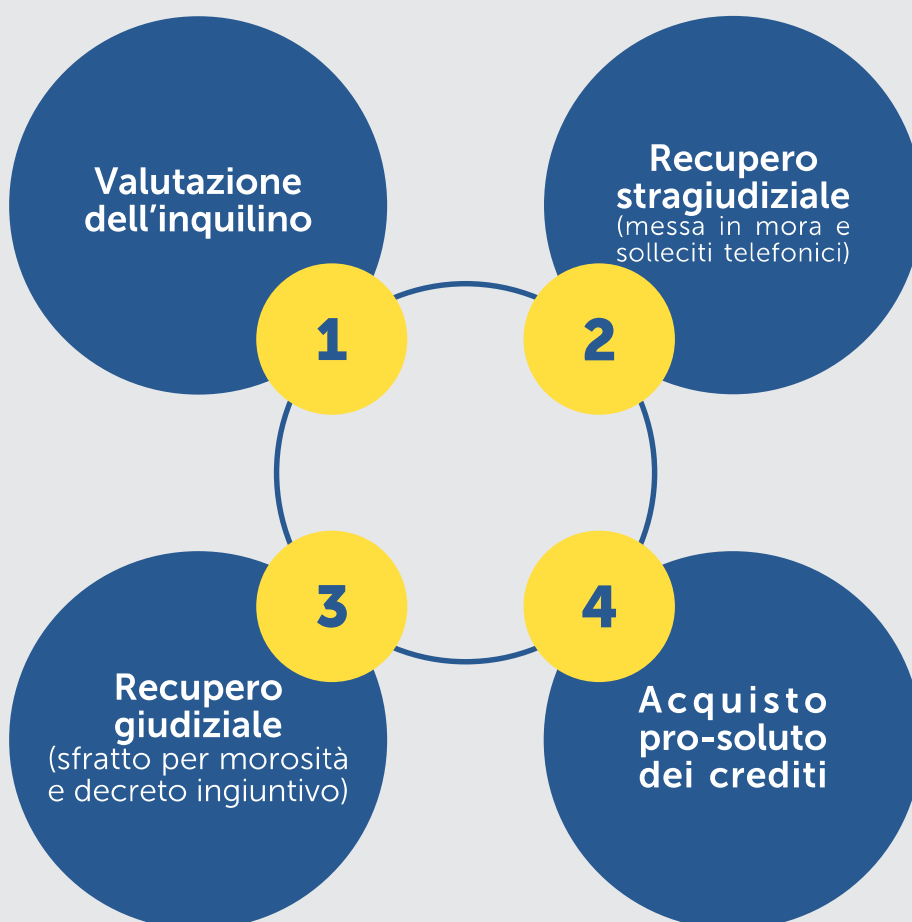 Valutazione
dell'inquilino
1
Recupero
stragiudiziale
(messa in mora e
solleciti telefonici)
2
3
Recupero
giudiziale
(sfratto per morosità
e decreto ingiuntivo)
4
Acquisto
pro-soluto
dei crediti